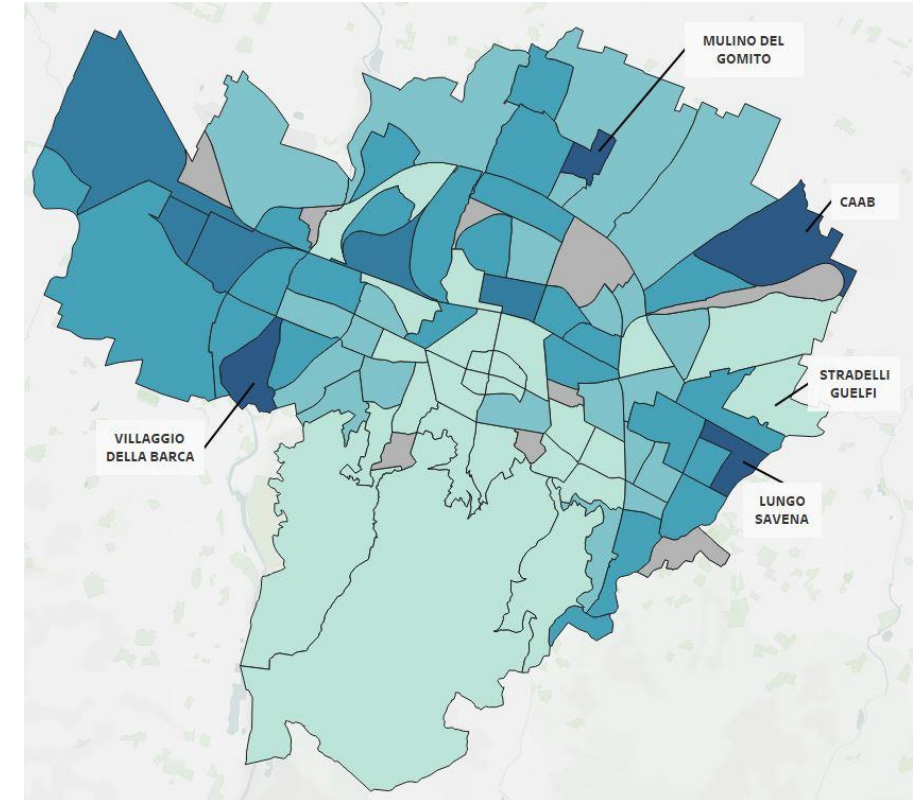 MULINO DEL
GOMITO
CAAB
STRADELLI
GUELFI
VILLAGGIO
DELLA BARCA
LUNGO
SAVENA